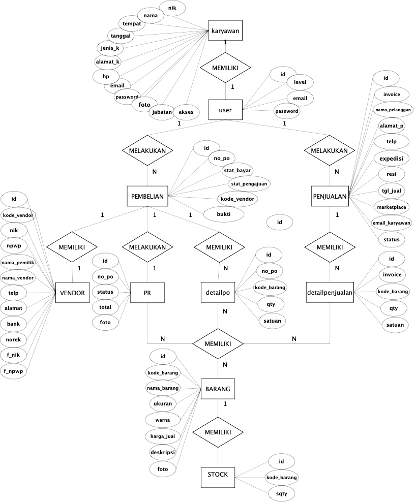 nik
nama
tempat
karyawan
tanggal
jenis_k
alamat_k
hp
email
password
foto
jabatan
akses
1
MEMILIKI
1
id
level
user
email
password
1
1
id
invoice
nama_pelanggan
alamat_p
telp
expedisi
resi
tgl_jual
marketplace
email_karyawan
status
MELAKUKAN
MELAKUKAN
N
N
PEMBELIAN
PENJUALAN
id
no_po
stat_bayar
stat_pengajuan
kode_vendor
bukti
1
1
1
1
1
id
id
kode_vendor
nik
npwp
nama_pemilik
nama_vendor
telp
alamat
bank
norek
f_nik
f_npwp
MEMILIKI
MELAKUKAN
MEMILIKI
MEMILIKI
1
1
N
N
VENDOR
PR
detailpo
detailpenjualan
id
no_po
status
total
foto
id
no_po
kode_barang
qty
satuan
id
invoice
kode_barang
qty
satuan
N
N
MEMILIKI
N
N
id
kode_barang
nama_barang
ukuran
warna
harga_jual
deskripsi
foto
BARANG
1
MEMILIKI
1
STOCK
id
kode_barang
sqty